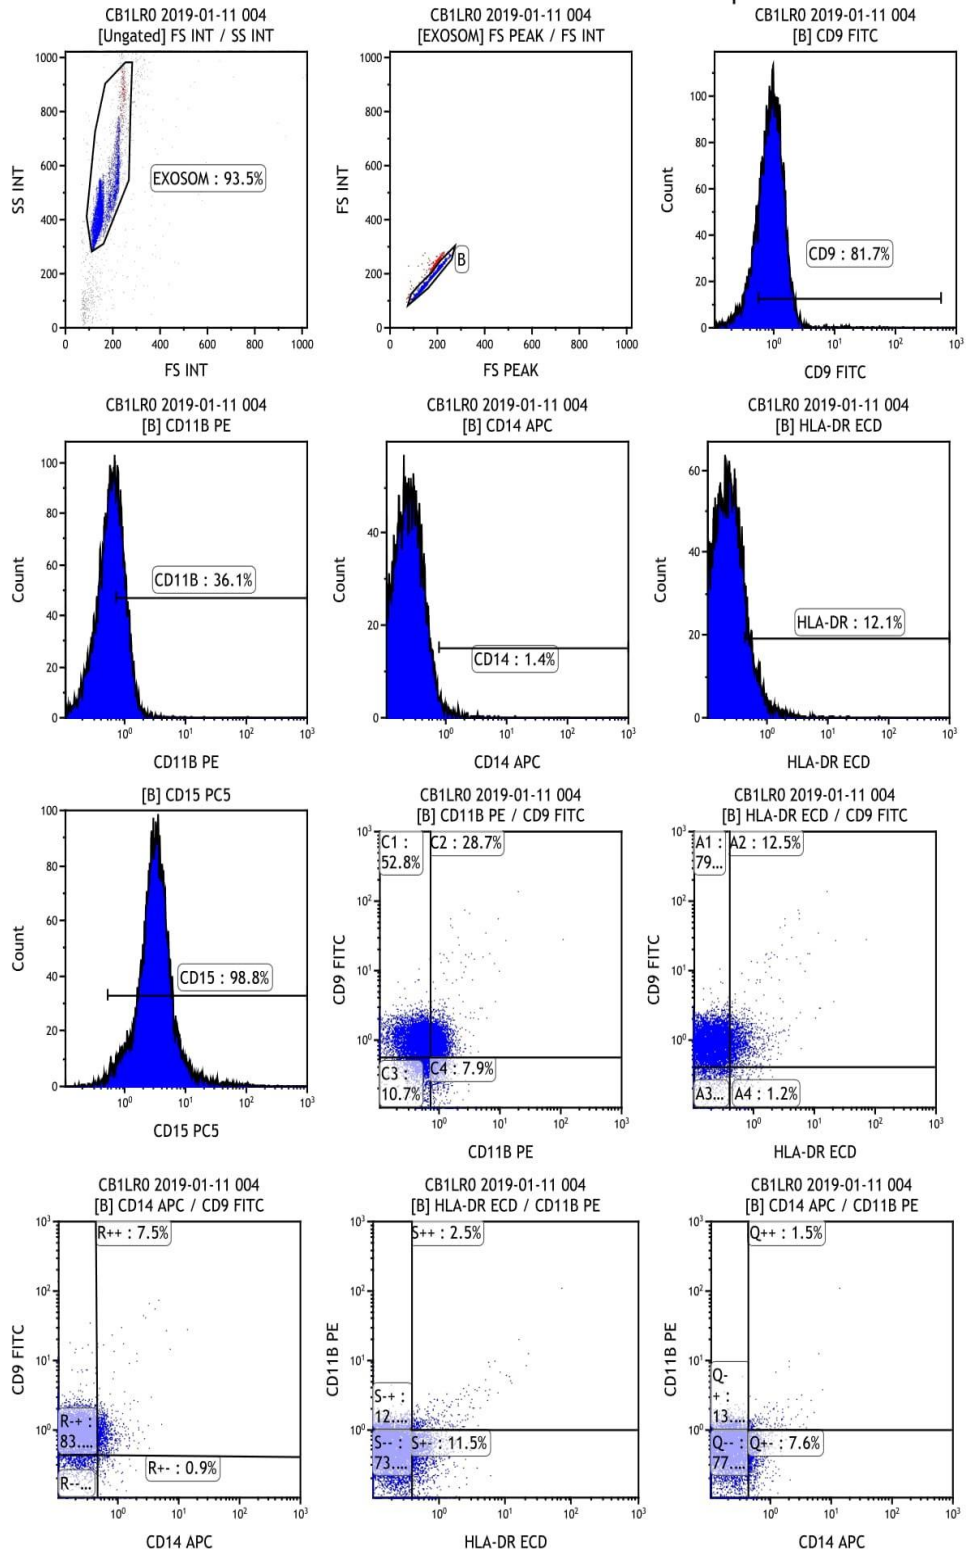 CB1LR0 2019-01-11 004
[Ungated] FS INT / SS INT
1000
800
600
400
200
0
SS INT
EXOSOM : 93.5%
0 200 400 600 800 1000
FS INT
CB1LR0 2019-01-11 004
[EXOSOM] FS PEAK / FS INT
1000
800
600
400
200
0
FS INT
B
0 200 400 600 800 1000
FS PEAK
CB1LR0 2019-01-11 004
[B] CD9 FITC
100
80
60
40
20
0
Count
CD9 : 81.7%
10⁰ 10¹ 10² 10³
CD9 FITC
CB1LR0 2019-01-11 004
[B] CD11B PE
100
80
60
40
20
0
Count
CD11B : 36.1%
10⁰ 10¹ 10² 10³
CD11B PE
CB1LR0 2019-01-11 004
[B] CD14 APC
40
20
0
Count
CD14 : 1.4%
10⁰ 10¹ 10² 10³
CD14 APC
CB1LR0 2019-01-11 004
[B] HLA-DR ECD
60
40
20
0
Count
HLA-DR : 12.1%
10⁰ 10¹ 10² 10³
HLA-DR ECD
[B] CD15 PC5
100
80
60
40
20
0
Count
CD15 : 98.8%
10⁰ 10¹ 10² 10³
CD15 PC5
CB1LR0 2019-01-11 004
[B] CD11B PE / CD9 FITC
10³
10²
10¹
10⁰
CD9 FITC
C1 :
52.8%
C2 : 28.7%
C3 :
10.7%
C4 : 7.9%
10⁰ 10¹ 10² 10³
CD11B PE
CB1LR0 2019-01-11 004
[B] HLA-DR ECD / CD9 FITC
10³
10²
10¹
10⁰
CD9 FITC
A1 :
79...
A2 : 12.5%
A3...
A4 : 1.2%
10⁰ 10¹ 10² 10³
HLA-DR ECD
CB1LR0 2019-01-11 004
[B] CD14 APC / CD9 FITC
10³
10²
10¹
10⁰
CD9 FITC
R++ : 7.5%
R-+ :
83....
R--...
R+- : 0.9%
10⁰ 10¹ 10² 10³
CD14 APC
CB1LR0 2019-01-11 004
[B] HLA-DR ECD / CD11B PE
10³
10²
10¹
10⁰
CD11B PE
S++ : 2.5%
S-+ :
12....
S-- :
73....
S+- : 11.5%
10⁰ 10¹ 10² 10³
HLA-DR ECD
CB1LR0 2019-01-11 004
[B] CD14 APC / CD11B PE
10³
10²
10¹
10⁰
CD11B PE
Q++ : 1.5%
Q-
+ :
13....
Q-- :
77....
Q+- : 7.6%
10⁰ 10¹ 10² 10³
CD14 APC